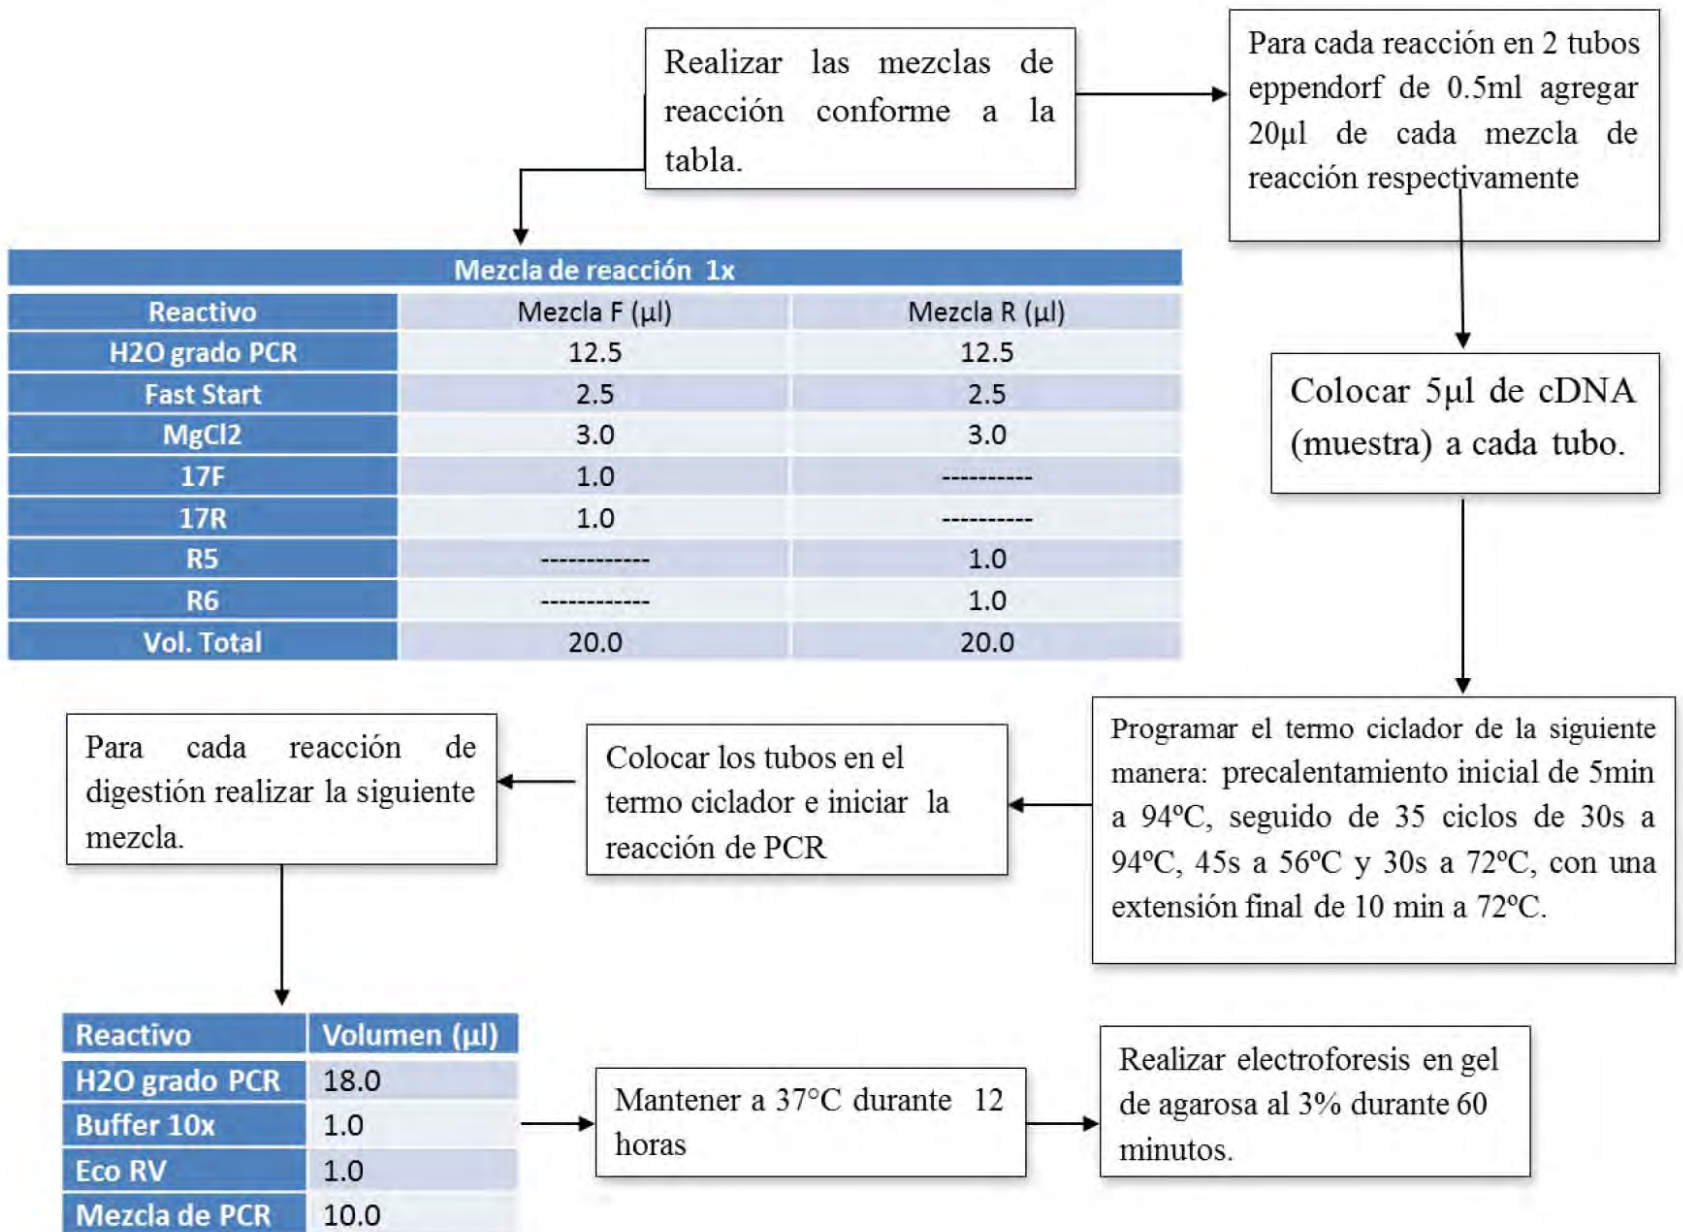 Realizar las mezclas de
reacción conforme a la
tabla.
Para cada reacción en 2 tubos
eppendorf de 0.5ml agregar
20µl de cada mezcla de
reacción respectivamente
Mezcla de reacción 1x
Reactivo Mezcla F (µl) Mezcla R (µl)
H2O grado PCR 12.5 12.5
Fast Start 2.5 2.5
MgCl2 3.0 3.0
17F 1.0 ----------
17R 1.0 ----------
R5 ------------ 1.0
R6 ------------ 1.0
Vol. Total 20.0 20.0
Colocar 5µl de cDNA
(muestra) a cada tubo.
Programar el termo ciclador de la siguiente
manera: precalentamiento inicial de 5min
a 94ºC, seguido de 35 ciclos de 30s a
94ºC, 45s a 56ºC y 30s a 72ºC, con una
extensión final de 10 min a 72ºC.
Colocar los tubos en el
termo ciclador e iniciar la
reacción de PCR
Para cada reacción de
digestión realizar la siguiente
mezcla.
Reactivo Volumen (µl)
H2O grado PCR 18.0
Buffer 10x 1.0
Eco RV 1.0
Mezcla de PCR 10.0
Mantener a 37°C durante 12
horas
Realizar electroforesis en gel
de agarosa al 3% durante 60
minutos.